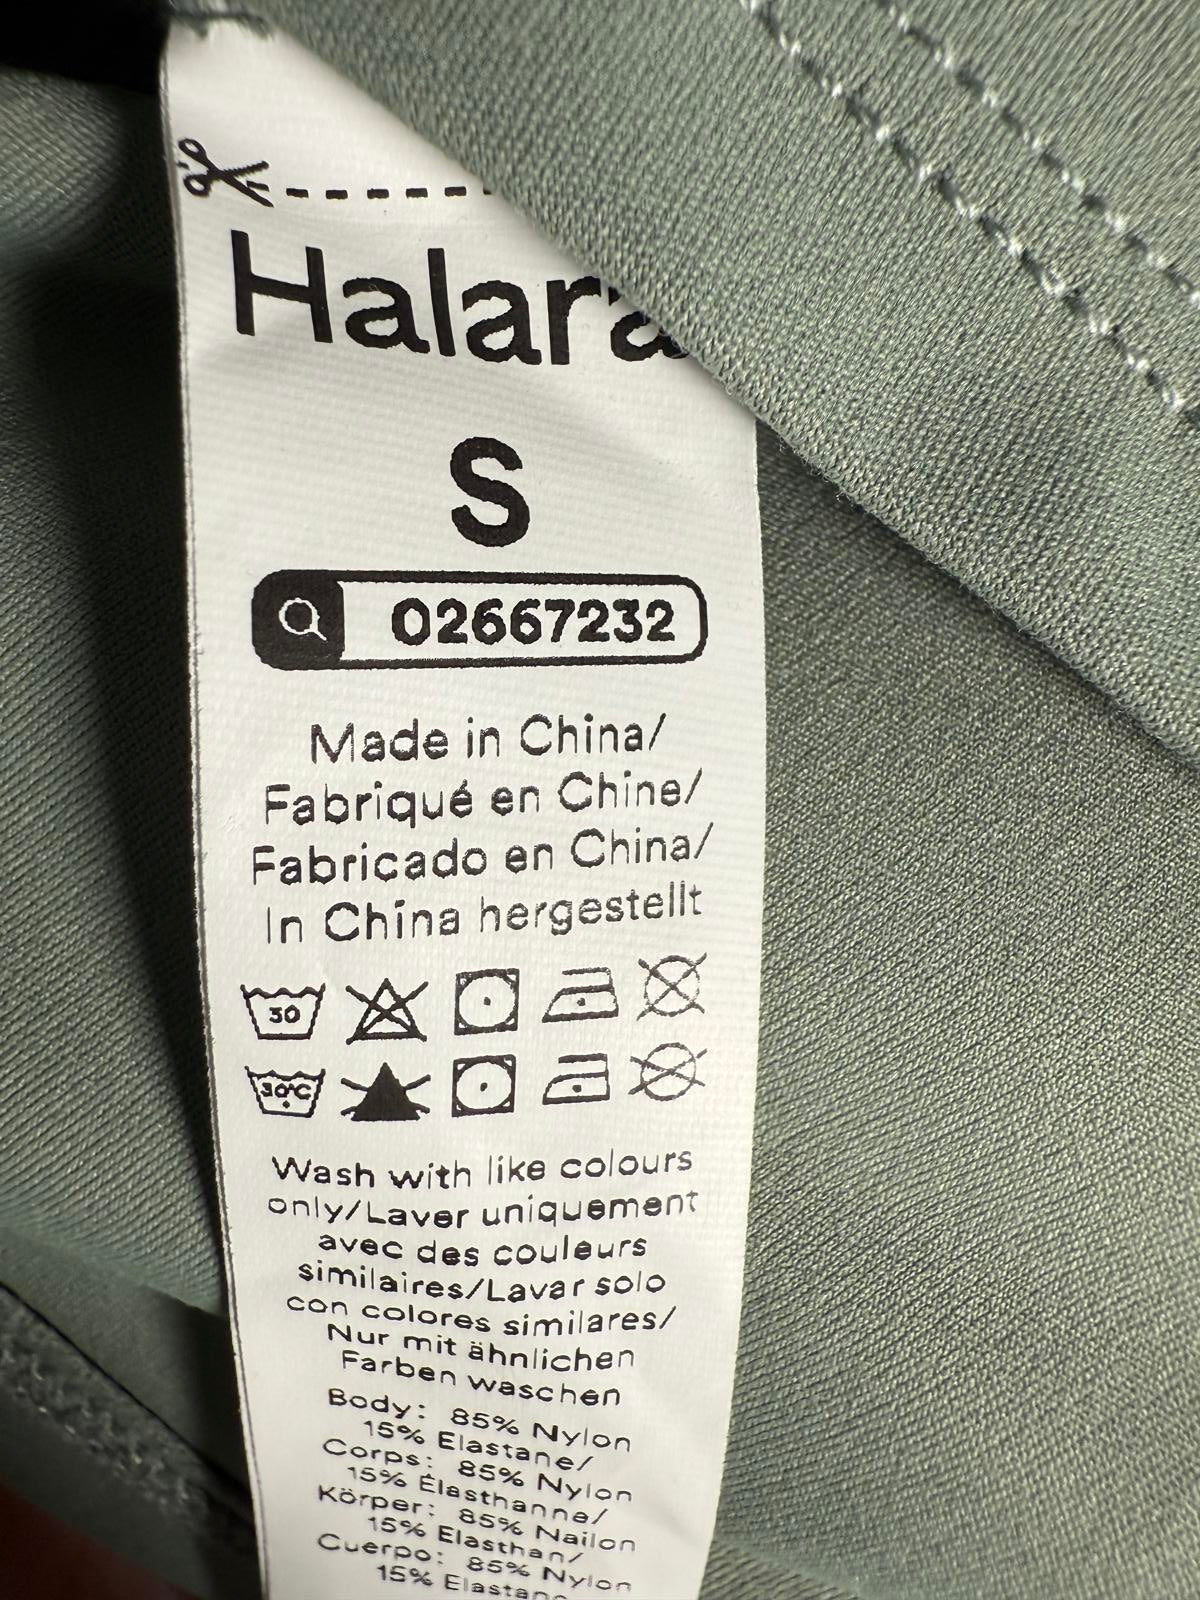 Halara
S
02667232
Made in China/
Fabriqué en Chine/
Fabricado en China/
In China hergestellt
30
30°C
Wash with like colours
only/Laver uniquement
avec des couleurs
similaires/Lavar solo
con colores similares/
Nur mit ähnlichen
Farben waschen
Body: 85% Nylon
15% Elastane/
Corps: 85% Nylon
15% Élasthanne/
Körper: 85% Nailon
15% Elasthan/
Cuerpo: 85% Nylon
15% Elastano